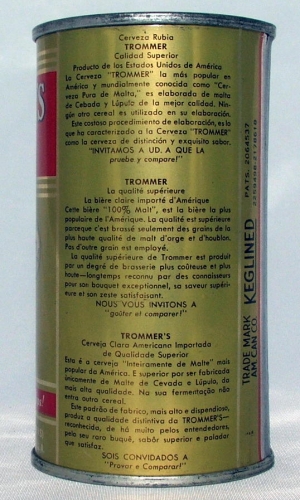 Cerveza Rubia
TROMMER
Calidad Superior
Producto de los Estados Unidos de América
La Cerveza "TROMMER" la más popular en
América y mundialmente conocida como "Cer-
veza Pura de Malta," es elaborada de malta
de Cebada y Lúpulo de la mejor calidad. Nin-
gún otro cereal es utilizado en su elaboración.
Este costoso procedimiento de elaboración, es lo
que ha caracterizado a la Cerveza "TROMMER"
como la cerveza de distinción y exquisito sabor.
"INVITAMOS A UD. A QUE LA
pruebe y compare!"
TROMMER
La qualité supérieure
La bière claire importé d'Amérique
Cette bière "100% Malt", est la bière la plus
populaire de l'Amérique. La qualité est supérieure
parceque c'est brassé seulement des grains de la
plus haute qualité de malt d'orge et d'houblon.
Pas d'outre grain est employé.
La qualité superieure de Trommer est produit
par un degré de brasserie plus coûteuse et plus
toute—longtemps reconnu par des connaisseurs
pour son bouquet exceptionnel, sa saveur supéri-
eure et son zeste satisfajsant.
NOUS VOUS INVITONS A
"goûter et comparer!"
TROMMER'S
Cerveja Clara Americana Importada
de Qualidade Superior
Esta é a cerveja "Inteiramente de Malte" mais
popular da América. E superior por ser fabricada
ùnicamente de Malte de Cevada e Lúpulo, da
mais alta qualidade. Na sua fermentação não
entra outro cereal.
Este padrão de fabrico, mais alto e dispendioso,
produz a qualidade distintiva da TROMMER'S—
reconhecida, de há muito pelos entendedores,
pelo seu raro buquê, sabôr superior e paladar
que satisfaz.
SOIS CONVIDADOS A
"Provar e Comparar!"
TRADE MARK
AM CAN CO. KEGLINED
PATS. 2064537
S